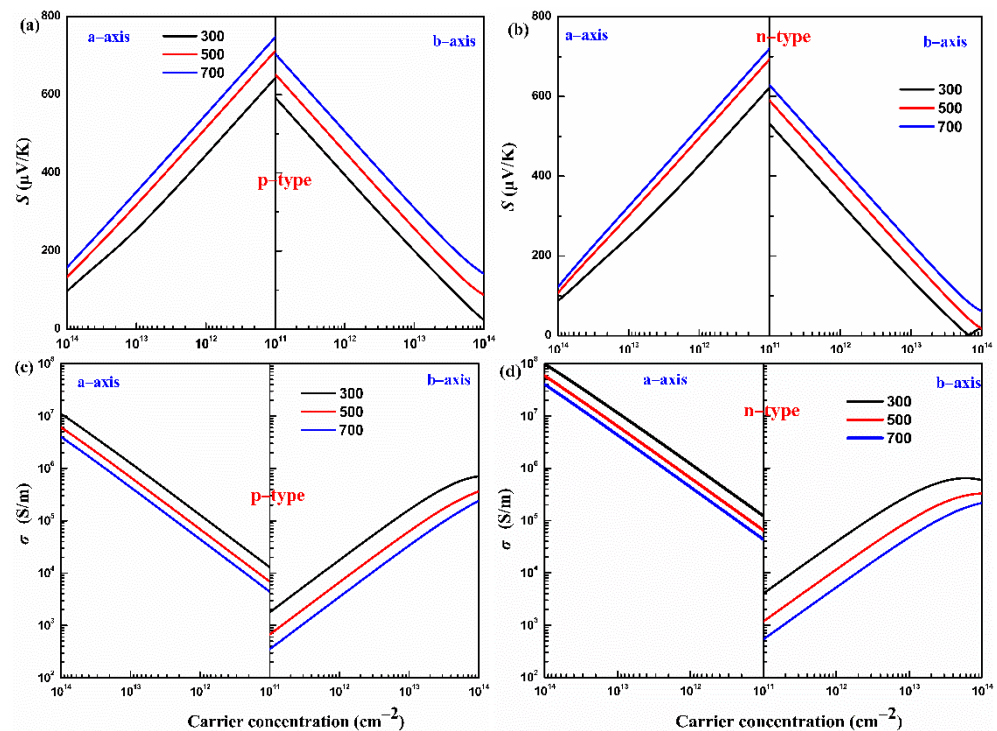 (a)
a–axis
300
500
700
b–axis
p–type
S (μV/K)
800
600
400
200
0
10¹⁴ 10¹³ 10¹² 10¹¹ 10¹² 10¹³ 10¹⁴
(b)
a–axis
n–type
b–axis
300
500
700
S (μV/K)
800
600
400
200
0
10¹⁴ 10¹³ 10¹² 10¹¹ 10¹² 10¹³ 10¹⁴
(c)
a–axis
b–axis
300
500
700
p–type
σ (S/m)
10⁸
10⁷
10⁶
10⁵
10⁴
10³
10²
10¹⁴ 10¹³ 10¹² 10¹¹ 10¹² 10¹³ 10¹⁴
Carrier concentration (cm⁻²)
(d)
a–axis
b–axis
n–type
300
500
700
σ (S/m)
10⁸
10⁷
10⁶
10⁵
10⁴
10³
10²
10¹⁴ 10¹³ 10¹² 10¹¹ 10¹² 10¹³ 10¹⁴
Carrier concentration (cm⁻²)